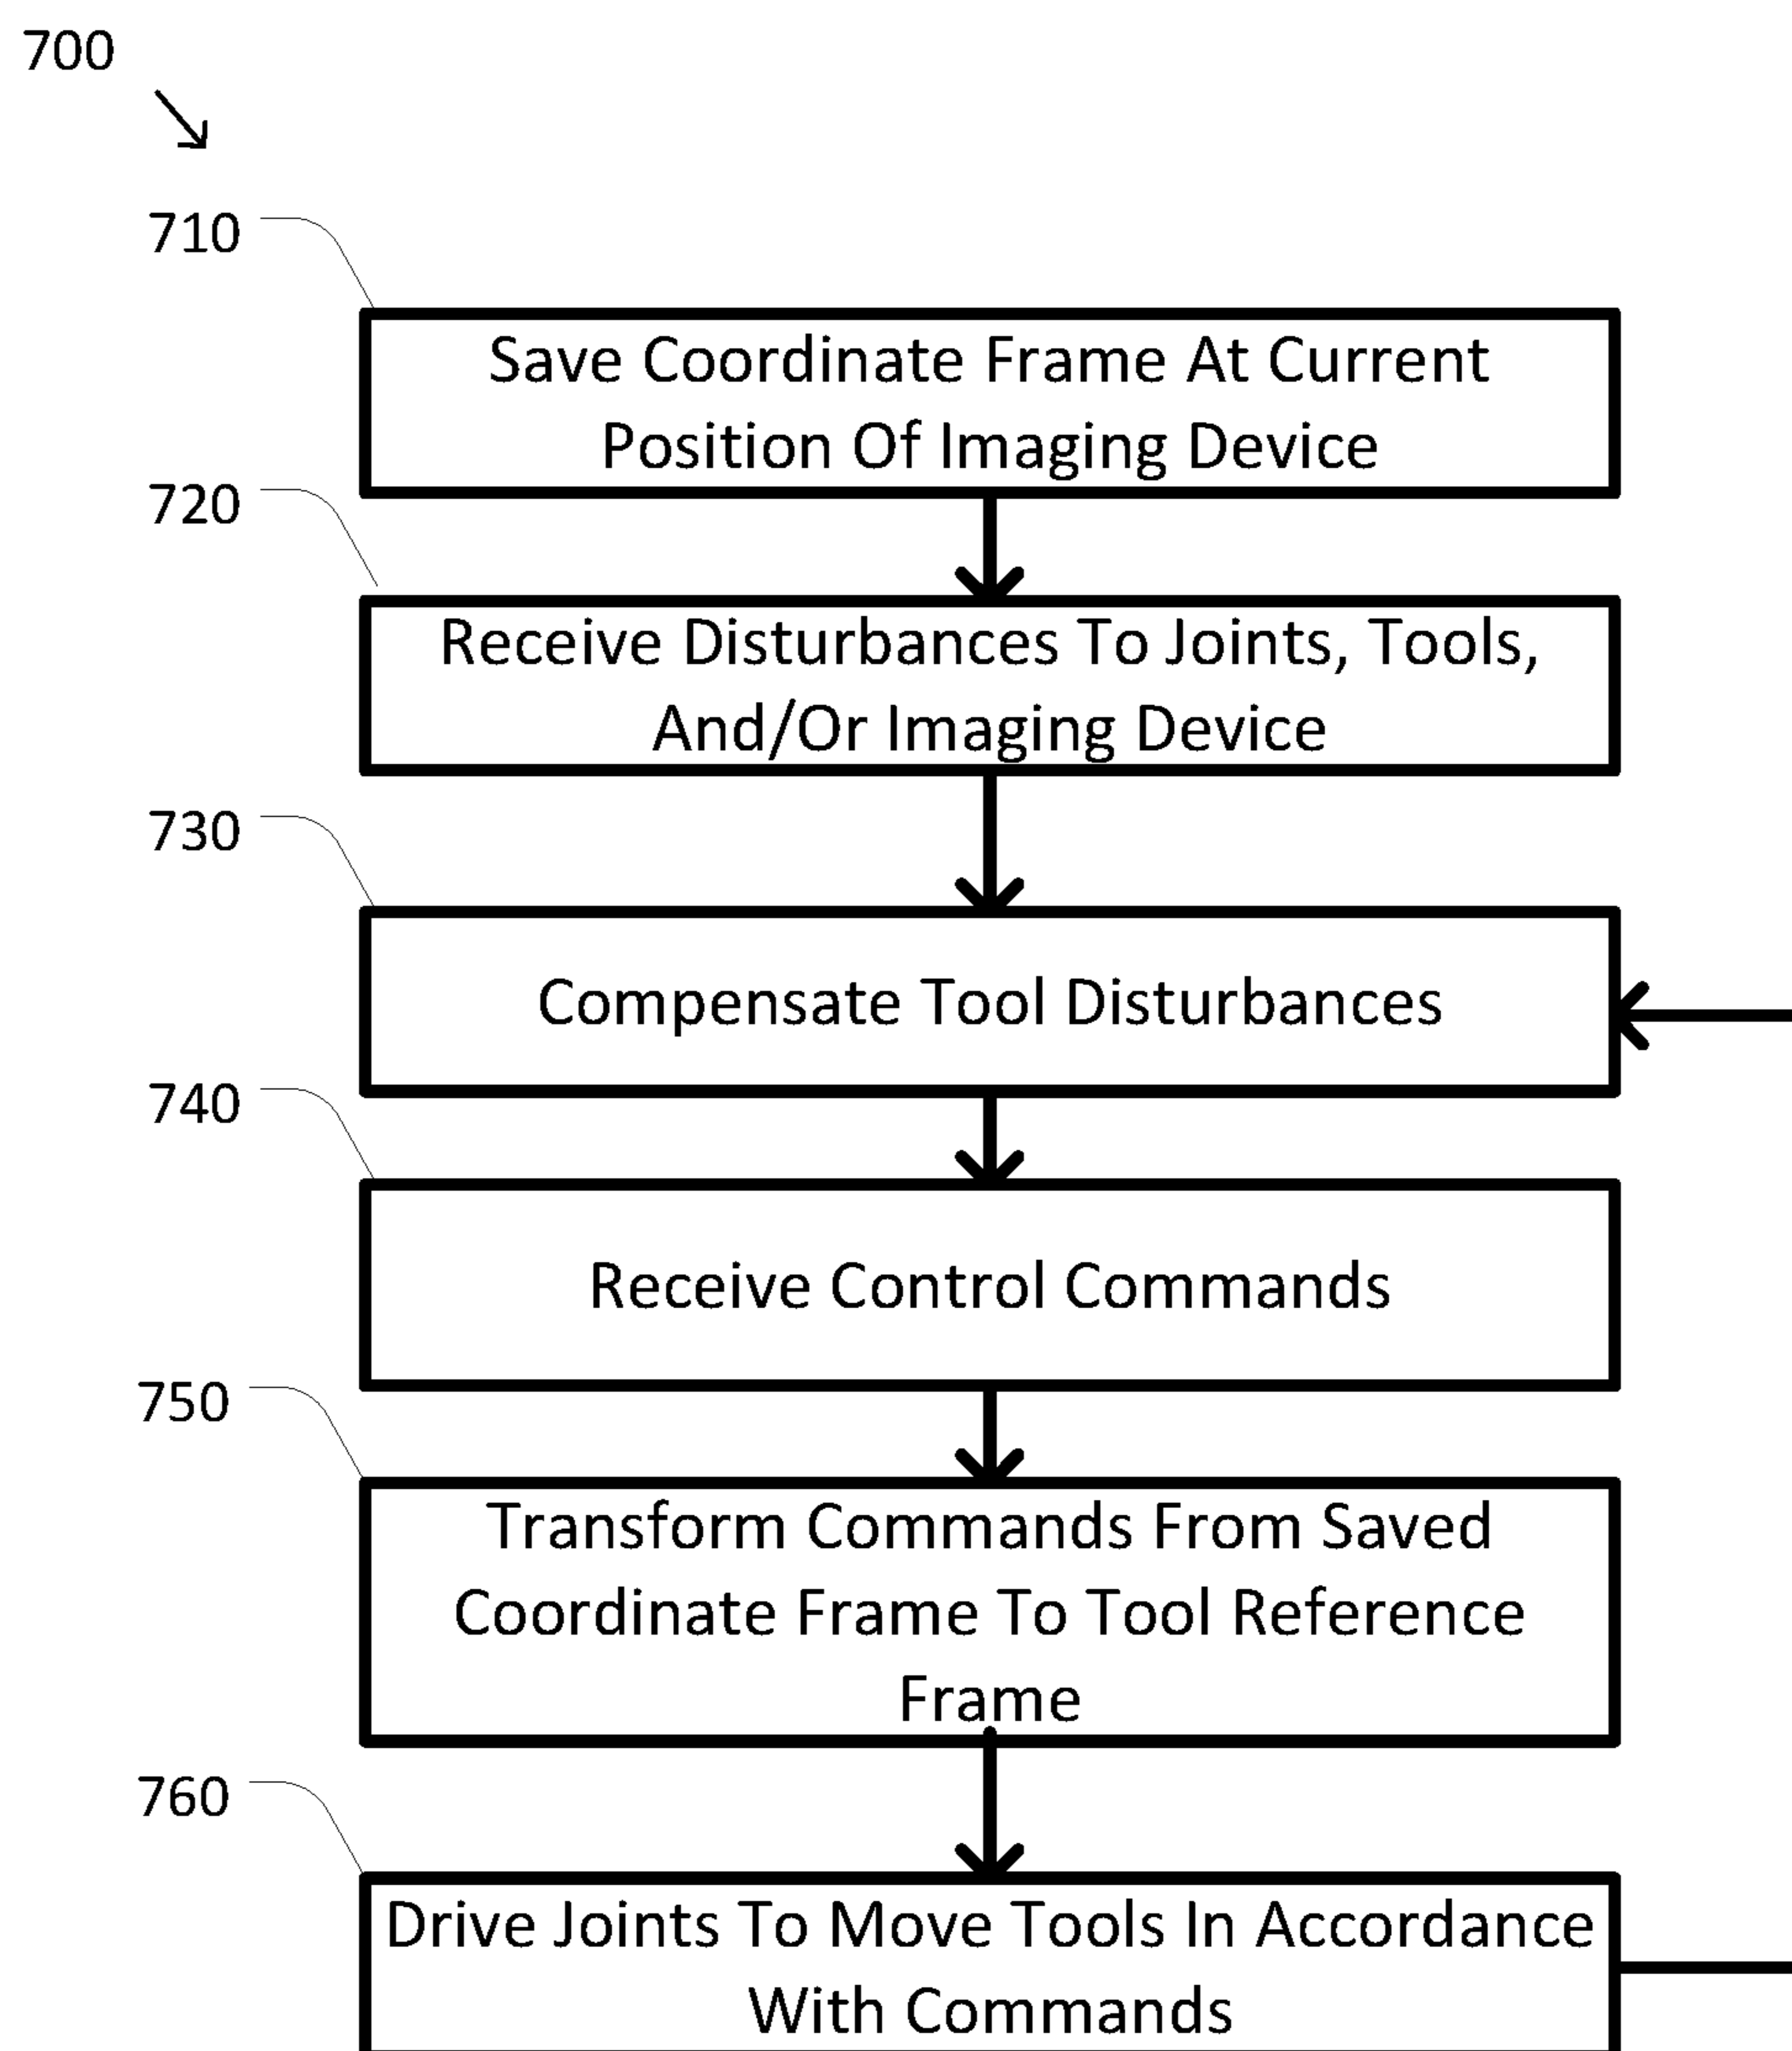 700
710
Save Coordinate Frame At Current
Position Of Imaging Device
720
Receive Disturbances To Joints, Tools,
And/Or Imaging Device
730
Compensate Tool Disturbances
740
Receive Control Commands
750
Transform Commands From Saved
Coordinate Frame To Tool Reference
Frame
760
Drive Joints To Move Tools In Accordance
With Commands